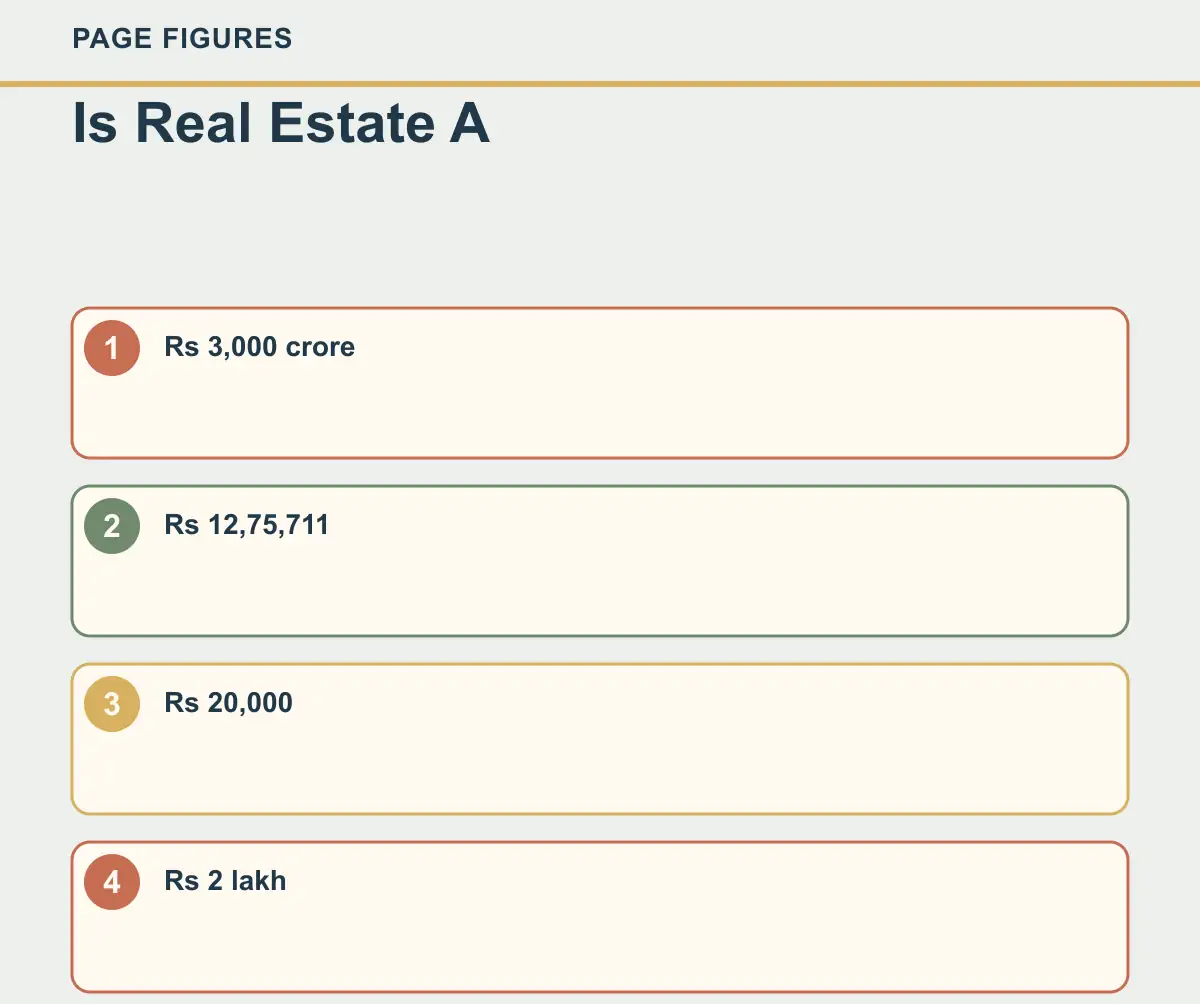 PAGE FIGURES
Is Real Estate A
1 Rs 3,000 crore
2 Rs 12,75,711
3 Rs 20,000
4 Rs 2 lakh